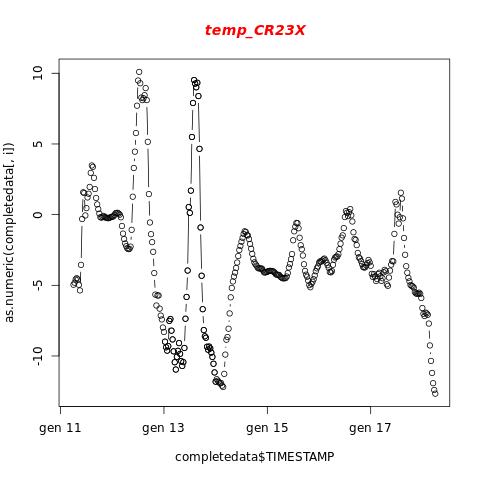 temp_CR23X
as.numeric(completedata[, i])
10
5
0
-5
-10
gen 11
gen 13
gen 15
gen 17
completedata$TIMESTAMP